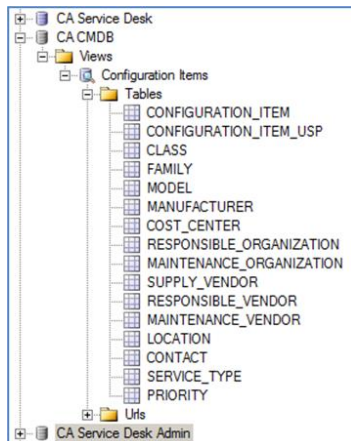 CA Service Desk
CA CMDB
Views
Configuration Items
Tables
CONFIGURATION_ITEM
CONFIGURATION_ITEM_USP
CLASS
FAMILY
MODEL
MANUFACTURER
COST_CENTER
RESPONSIBLE_ORGANIZATION
MAINTENANCE_ORGANIZATION
SUPPLY_VENDOR
RESPONSIBLE_VENDOR
MAINTENANCE_VENDOR
LOCATION
CONTACT
SERVICE_TYPE
PRIORITY
Urls
CA Service Desk Admin